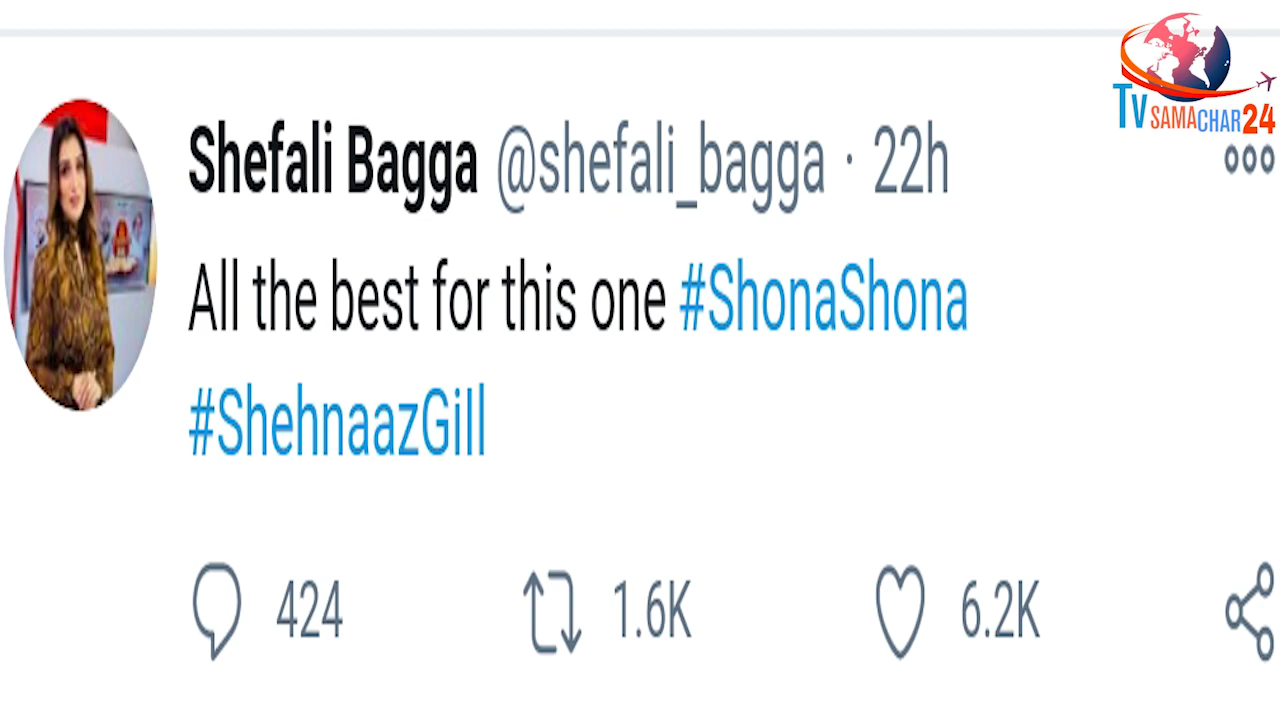 TV SAMACHAR24
Shefali Bagga @shefali_bagga · 22h
All the best for this one #ShonaShona
#ShehnaazGill
424 1.6K 6.2K